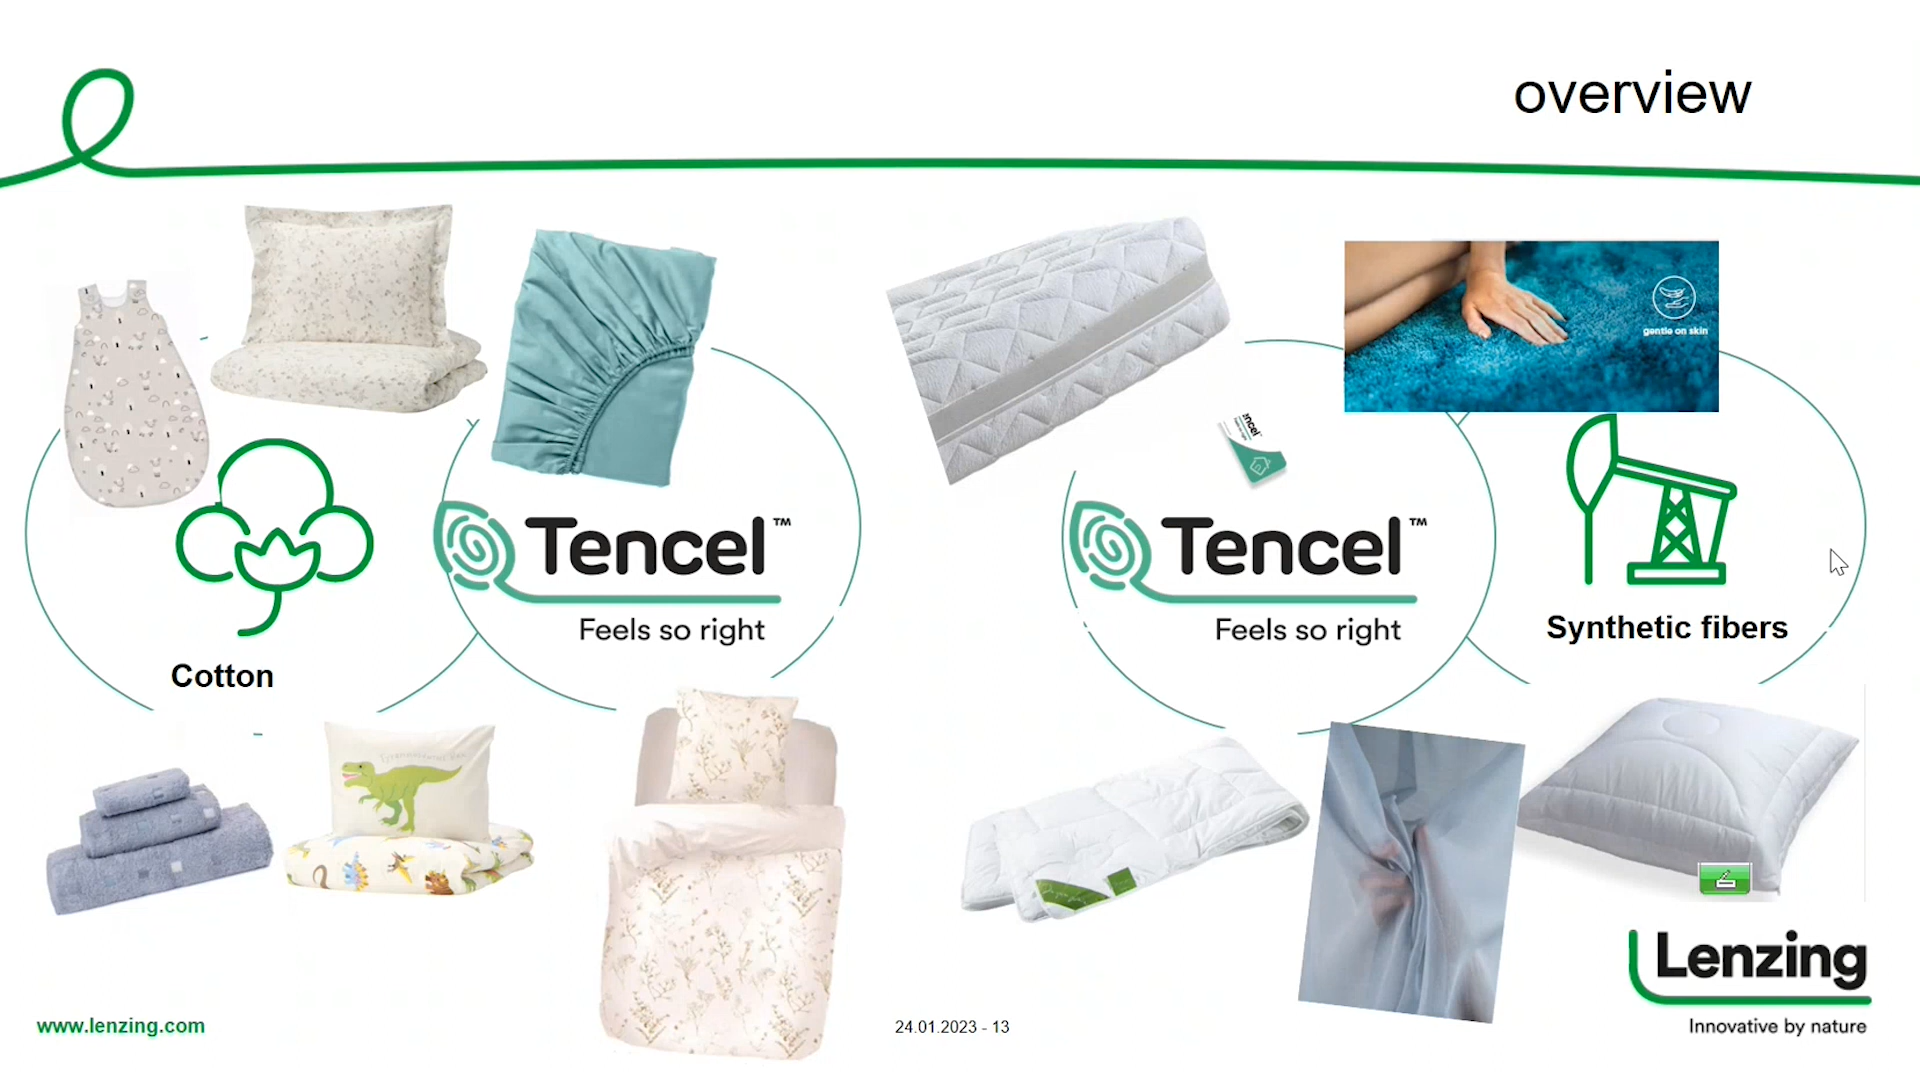 overview
gentle on skin
Tencel™
Feels so right
Cotton
Tencel™
Feels so right
Synthetic fibers
Lenzing
Innovative by nature
www.lenzing.com
24.01.2023 - 13